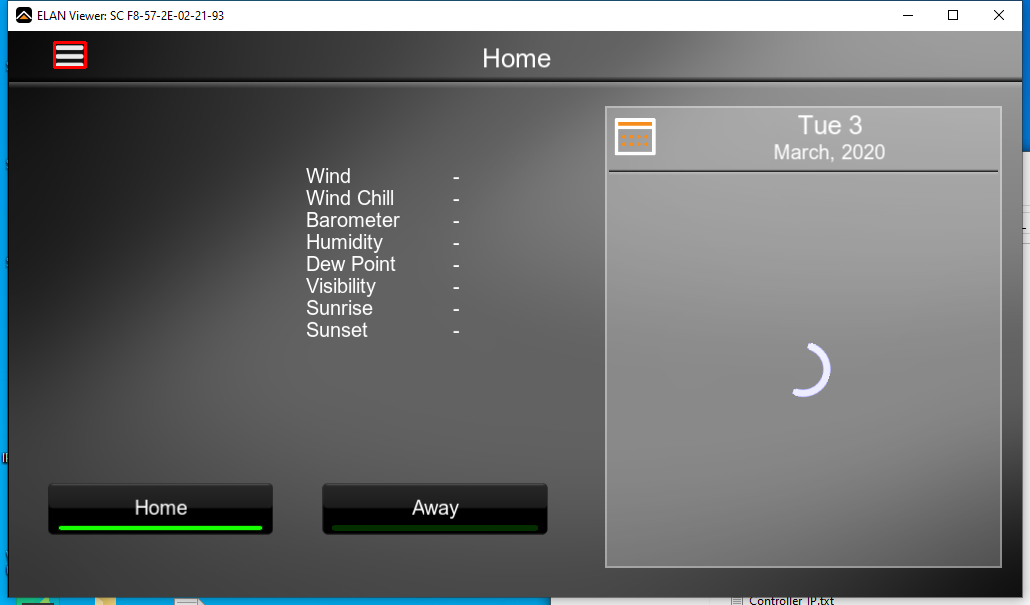 ELAN Viewer: SC F8-57-2E-02-21-93
Home
Tue 3
March, 2020
Wind -
Wind Chill -
Barometer -
Humidity -
Dew Point -
Visibility -
Sunrise -
Sunset -
Home
Away
Controller IP.txt